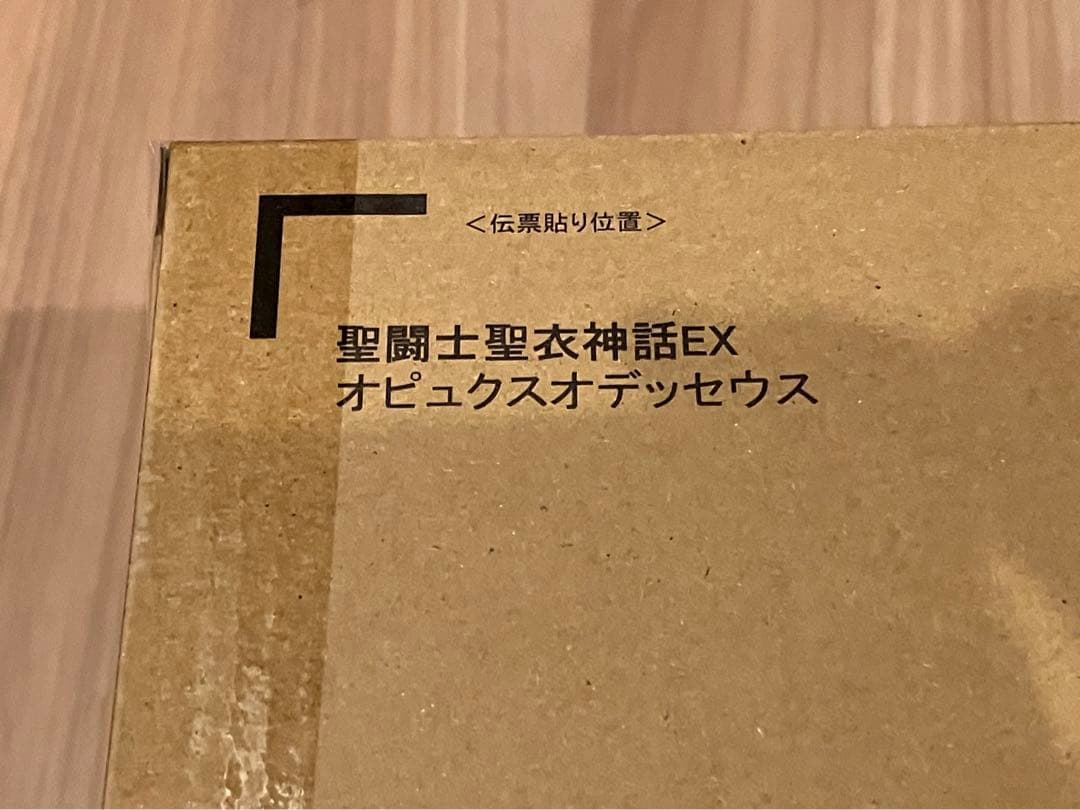 ＜伝票貼り位置＞
聖闘士聖衣神話EX
オピュクスオデッセウス